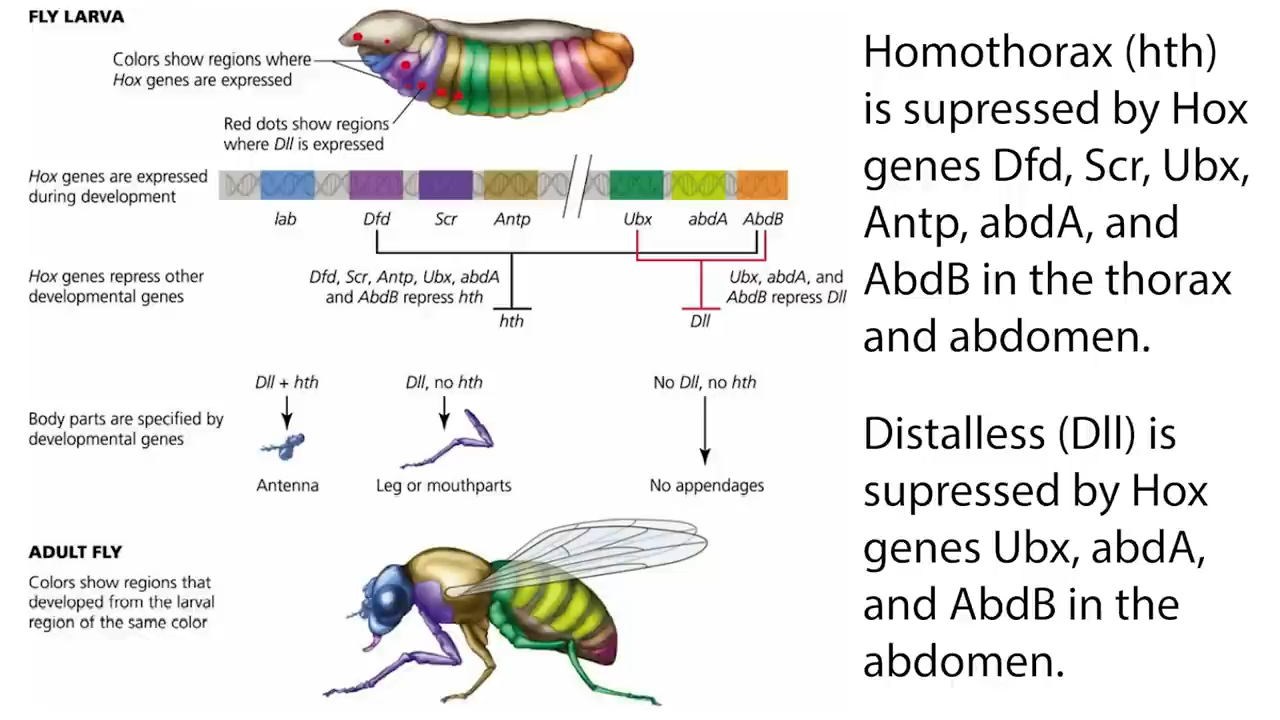 FLY LARVA
Colors show regions where
Hox genes are expressed
Red dots show regions
where Dll is expressed
Hox genes are expressed
during development
lab
Dfd
Scr
Antp
Ubx
abdA
AbdB
Hox genes repress other
developmental genes
Dfd, Scr, Antp, Ubx, abdA
and AbdB repress hth
Ubx, abdA, and
AbdB repress Dll
hth
Dll
Dll + hth
Dll, no hth
No Dll, no hth
Body parts are specified by
developmental genes
Antenna
Leg or mouthparts
No appendages
ADULT FLY
Colors show regions that
developed from the larval
region of the same color
Homothorax (hth)
is supressed by Hox
genes Dfd, Scr, Ubx,
Antp, abdA, and
AbdB in the thorax
and abdomen.
Distalless (Dll) is
supressed by Hox
genes Ubx, abdA,
and AbdB in the
abdomen.